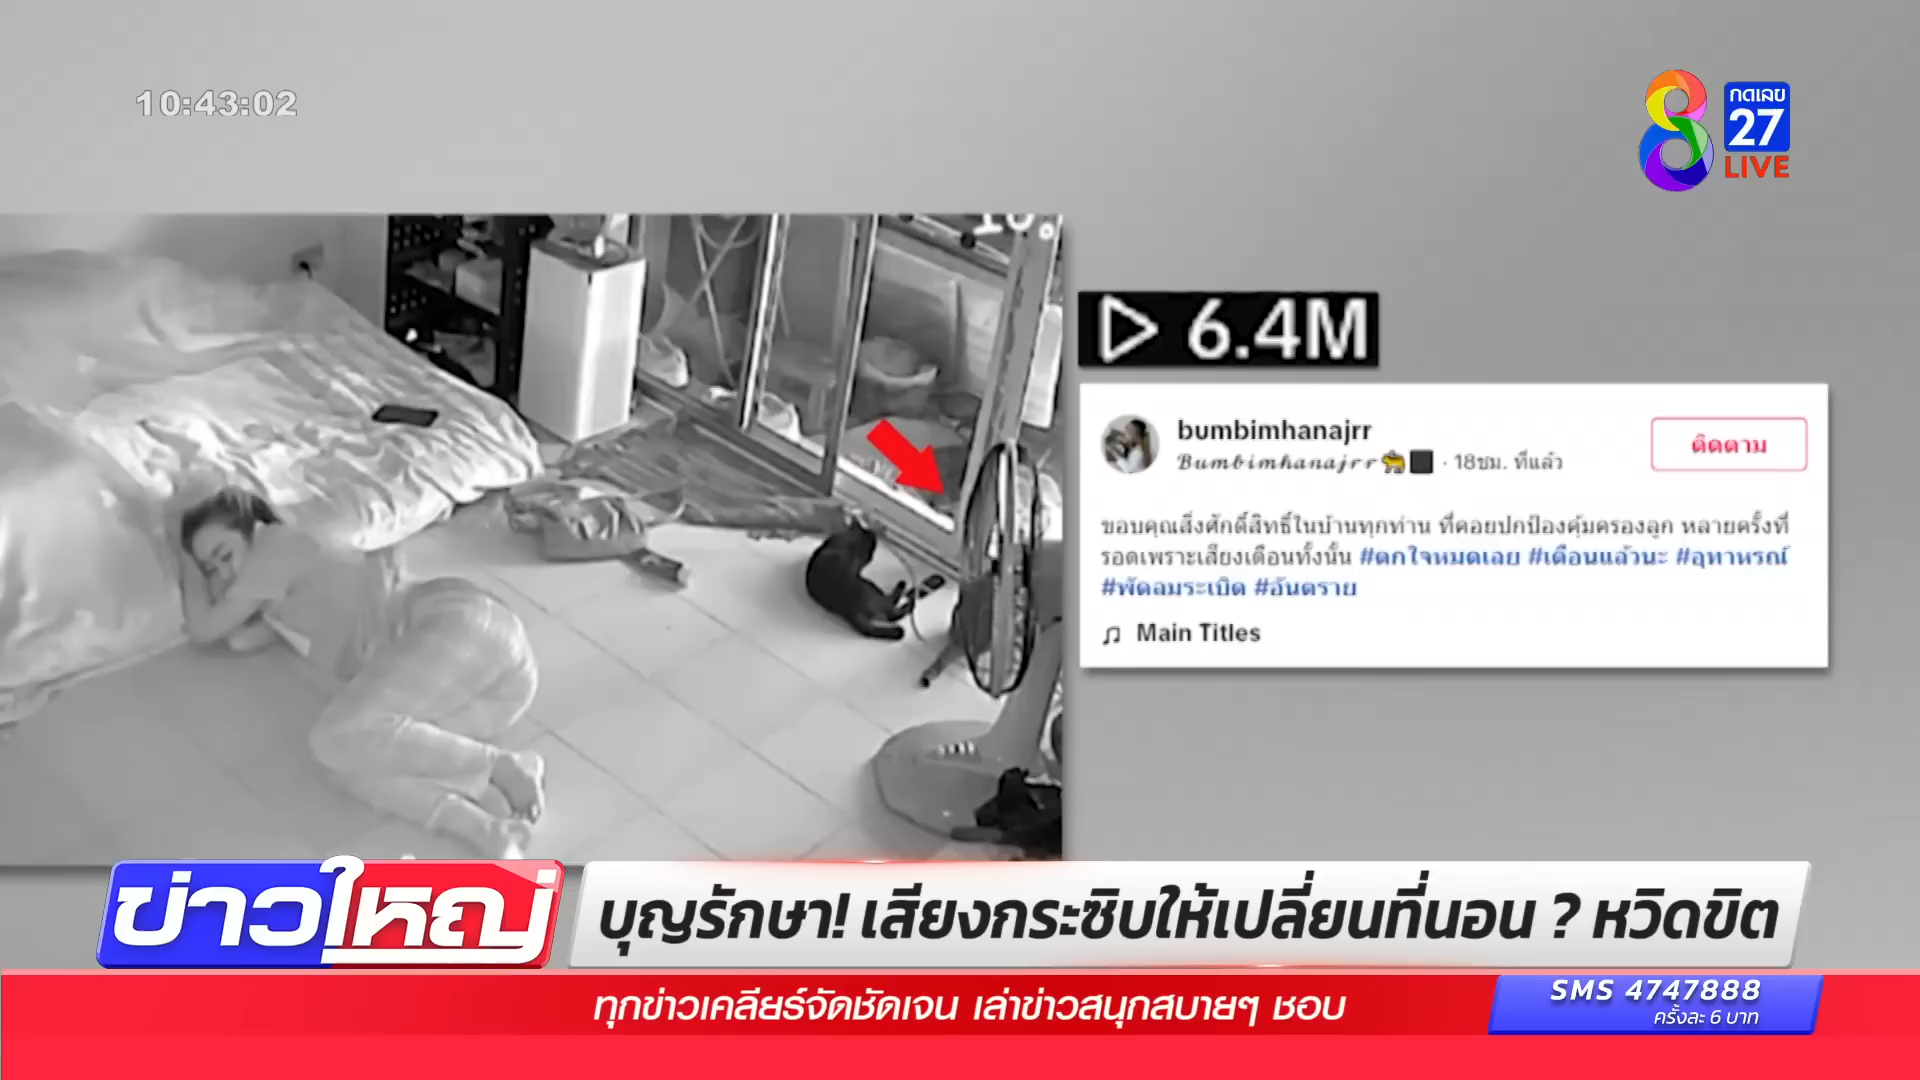 10:43:02
กดเลข
27
LIVE
6.4M
bumbimhanajrr
ติดตาม
𝓑𝓾𝓶𝓫𝓲𝓶𝓱𝓪𝓷𝓪𝓳𝓻𝓻 · 18ชม. ที่แล้ว
ขอบคุณสิ่งศักดิ์สิทธิ์ในบ้านทุกท่าน ที่คอยปกป้องคุ้มครองลูก หลายครั้งที่
รอดเพราะเสียงเตือนทั้งนั้น #ตกใจหมดเลย #เตือนแล้วนะ #อุทาหรณ์
#พัดลมระเบิด #อันตราย
Main Titles
ข่าวใหญ่
บุญรักษา! เสียงกระซิบให้เปลี่ยนที่นอน ? หวิดขิต
ทุกข่าวเคลียร์จัดชัดเจน เล่าข่าวสนุกสบายๆ ชอบ
SMS 4747888
ครั้งละ 6 บาท